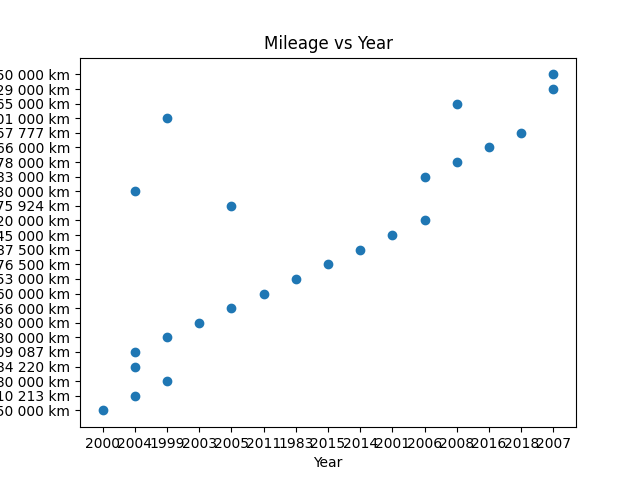 Mileage vs Year
50 000 km
29 000 km
65 000 km
01 000 km
57 777 km
56 000 km
78 000 km
33 000 km
30 000 km
75 924 km
20 000 km
45 000 km
37 500 km
76 500 km
53 000 km
60 000 km
56 000 km
30 000 km
30 000 km
09 087 km
34 220 km
30 000 km
10 213 km
50 000 km
2000 2004 1999 2003 2005 2011 1983 2015 2014 2001 2006 2008 2016 2018 2007
Year